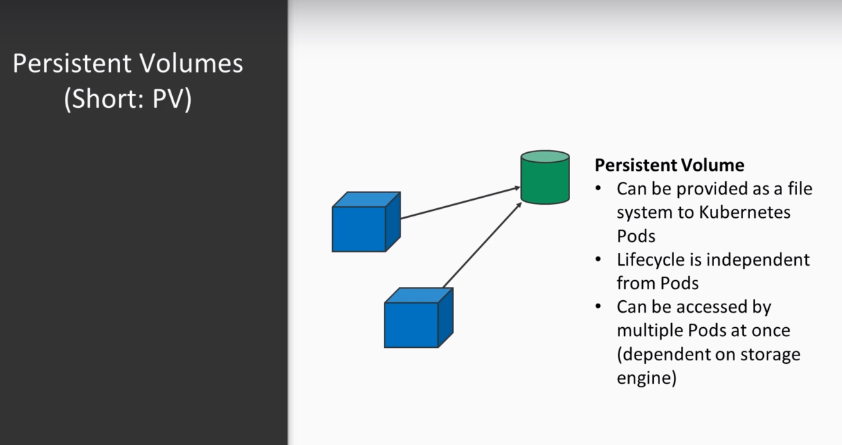 Persistent Volumes
(Short: PV)
Persistent Volume
• Can be provided as a file
system to Kubernetes
Pods
• Lifecycle is independent
from Pods
• Can be accessed by
multiple Pods at once
(dependent on storage
engine)